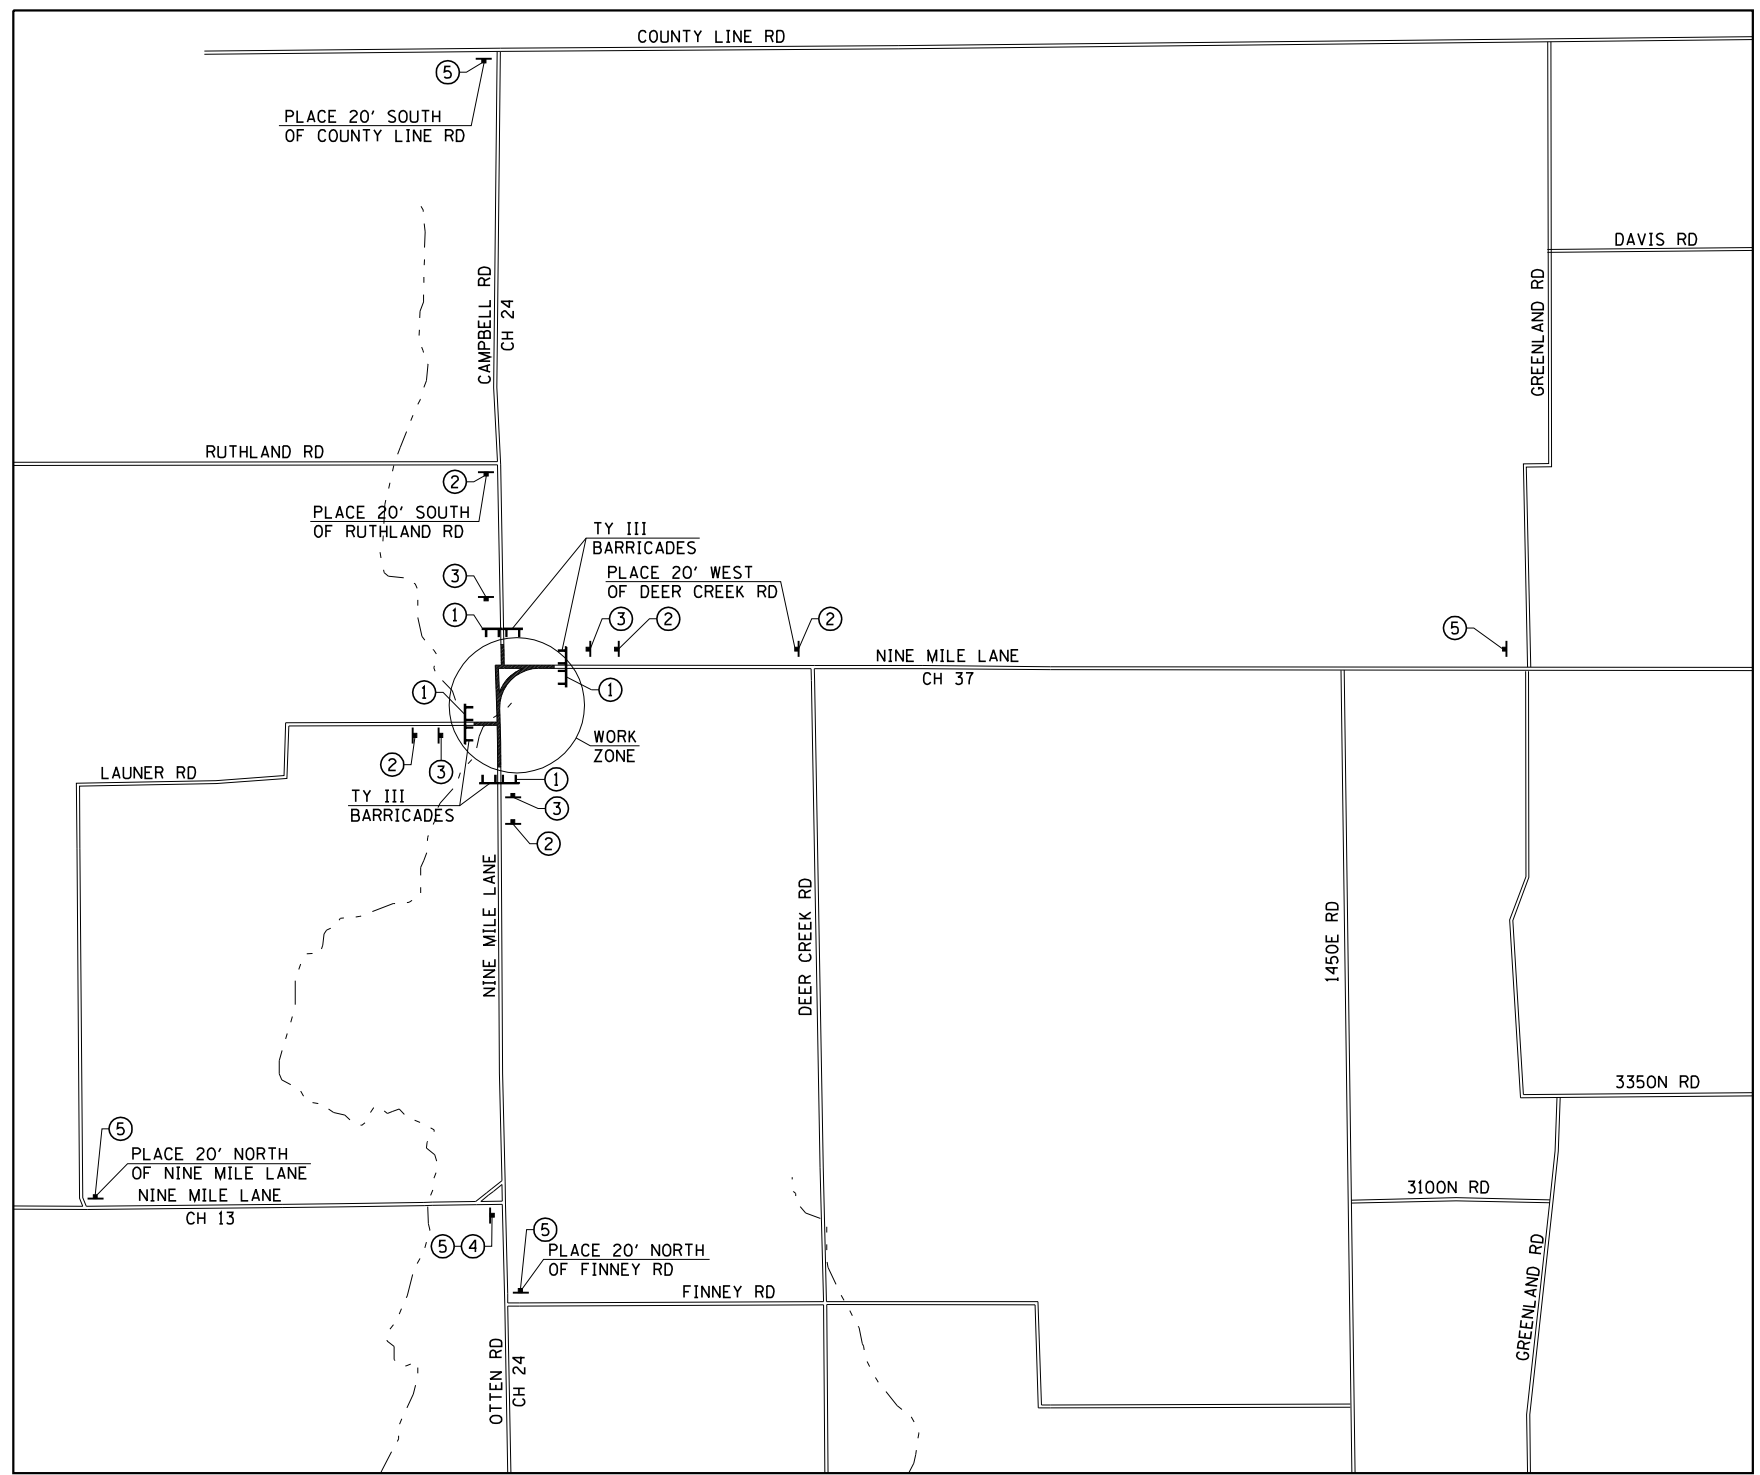 COUNTY LINE RD
5
PLACE 20' SOUTH
OF COUNTY LINE RD
DAVIS RD
CAMPBELL RD
CH 24
GREENLAND RD
RUTHLAND RD
2
PLACE 20' SOUTH
OF RUTHLAND RD
TY III
BARRICADES
3
PLACE 20' WEST
OF DEER CREEK RD
1
3
2
2
5
NINE MILE LANE
CH 37
1
1
WORK
ZONE
2
3
LAUNER RD
1
TY III
BARRICADES
3
2
NINE MILE LANE
DEER CREEK RD
1450E RD
3350N RD
5
PLACE 20' NORTH
OF NINE MILE LANE
NINE MILE LANE
CH 13
3100N RD
5
4
5
PLACE 20' NORTH
OF FINNEY RD
FINNEY RD
GREENLAND RD
OTTEN RD
CH 24